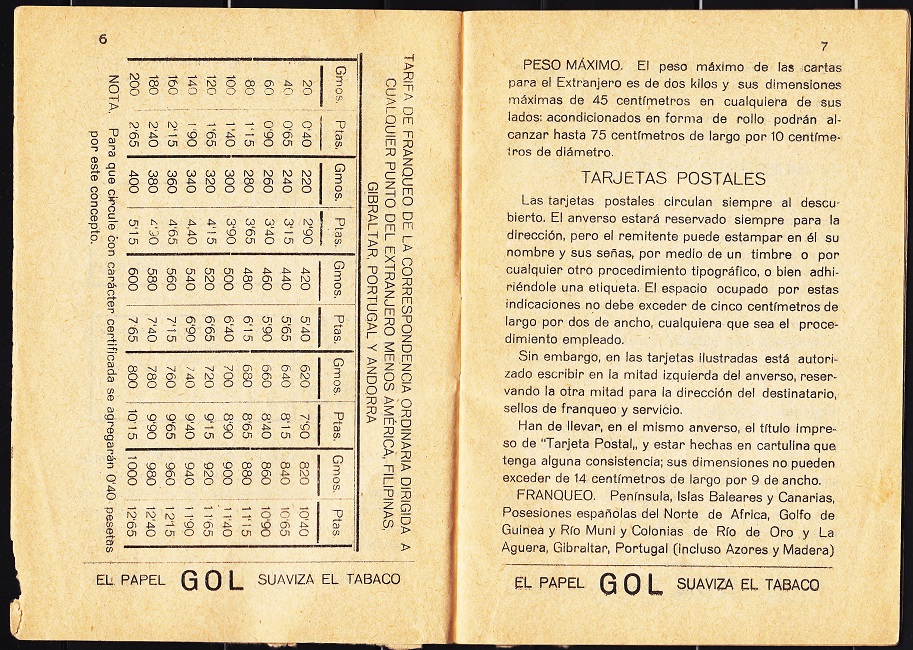 6
TARIFA DE FRANQUEO DE LA CORRESPONDENCIA ORDINARIA DIRIGIDA A
CUALQUIER PUNTO DEL EXTRANJERO MENOS AMÉRICA, FILIPINAS,
GIBRALTAR, PORTUGAL Y ANDORRA
Gmos. Ptas. Gmos. Ptas. Gmos. Ptas. Gmos. Ptas. Gmos. Ptas
20 0'40 220 2'90 420 5'40 620 7'90 820 10'40
40 0'65 240 3'15 440 5'65 640 8'15 840 10'65
60 0'90 260 3'40 460 5'90 660 8'40 860 10'90
80 1'15 280 3'65 480 6'15 680 8'65 880 11'15
100 1'40 300 3'90 500 6'40 700 8'90 900 11'40
120 1'65 320 4'15 520 6'65 720 9'15 920 11'65
140 1'90 340 4.40 540 6'90 740 9'40 940 11'90
160 2'15 360 4'65 560 7'15 760 9'65 960 12'15
180 2'40 380 4'90 580 7'40 780 9'90 980 12'40
200 2'65 400 5'15 600 7'65 800 10'15 1000 12'65
NOTA. Para que circule con carácter certificada se agregarán 0'40 pesetas
por este concepto.
EL PAPEL GOL SUAVIZA EL TABACO
7
PESO MÁXIMO. El peso máximo de las cartas
para el Extranjero es de dos kilos y sus dimensiones
máximas de 45 centímetros en cualquiera de sus
lados: acondicionados en forma de rollo podrán al-
canzar hasta 75 centímetros de largo por 10 centíme-
tros de diámetro.
TARJETAS POSTALES
Las tarjetas postales circulan siempre al descu-
bierto. El anverso estará reservado siempre para la
dirección, pero el remitente puede estampar en él su
nombre y sus señas, por medio de un timbre o por
cualquier otro procedimiento tipográfico, o bien adhi-
riéndole una etiqueta. El espacio ocupado por estas
indicaciones no debe exceder de cinco centímetros de
largo por dos de ancho, cualquiera que sea el proce-
dimiento empleado.
Sin embargo, en las tarjetas ilustradas está autori-
zado escribir en la mitad izquierda del anverso, reser-
vando la otra mitad para la dirección del destinatario,
sellos de franqueo y servicio.
Han de llevar, en el mismo anverso, el título impre-
so de "Tarjeta Postal„ y estar hechas en cartulina que
tenga alguna consistencia; sus dimensiones no pueden
exceder de 14 centímetros de largo por 9 de ancho.
FRANQUEO. Península, Islas Baleares y Canarias,
Posesiones españolas del Norte de Africa, Golfo de
Guinea y Río Muni y Colonias de Río de Oro y La
Aguera, Gibraltar, Portugal (incluso Azores y Madera)
EL PAPEL GOL SUAVIZA EL TABACO